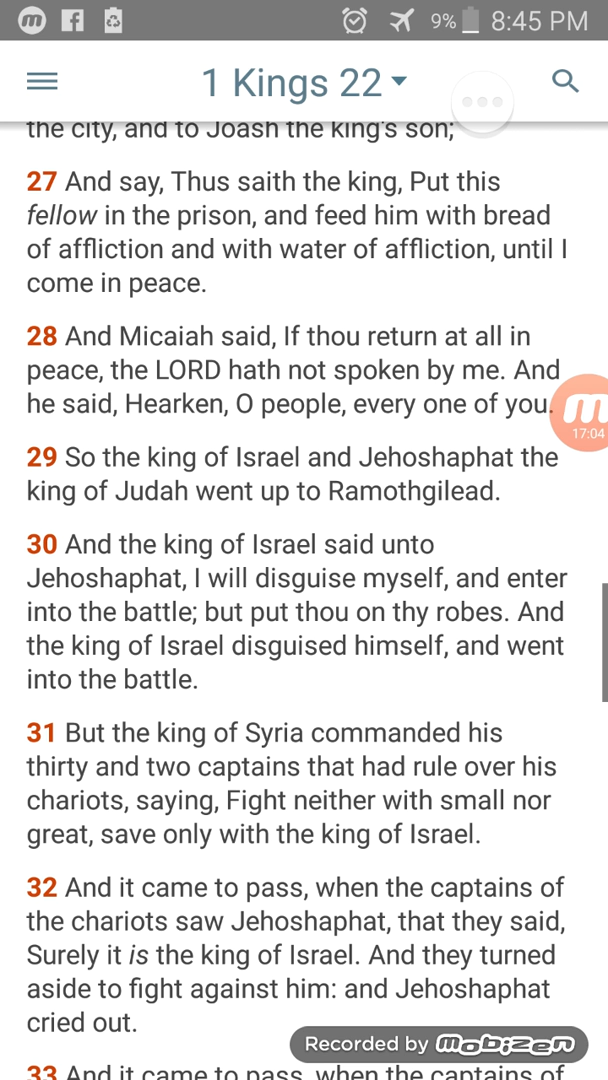 9% 8:45 PM
1 Kings 22
the city, and to Joash the king's son;
27 And say, Thus saith the king, Put this
fellow in the prison, and feed him with bread
of affliction and with water of affliction, until I
come in peace.
28 And Micaiah said, If thou return at all in
peace, the LORD hath not spoken by me. And
he said, Hearken, O people, every one of you.
17:04
29 So the king of Israel and Jehoshaphat the
king of Judah went up to Ramothgilead.
30 And the king of Israel said unto
Jehoshaphat, I will disguise myself, and enter
into the battle; but put thou on thy robes. And
the king of Israel disguised himself, and went
into the battle.
31 But the king of Syria commanded his
thirty and two captains that had rule over his
chariots, saying, Fight neither with small nor
great, save only with the king of Israel.
32 And it came to pass, when the captains of
the chariots saw Jehoshaphat, that they said,
Surely it is the king of Israel. And they turned
aside to fight against him: and Jehoshaphat
cried out.
Recorded by mobizen
33 And it came to pass, when the captains of